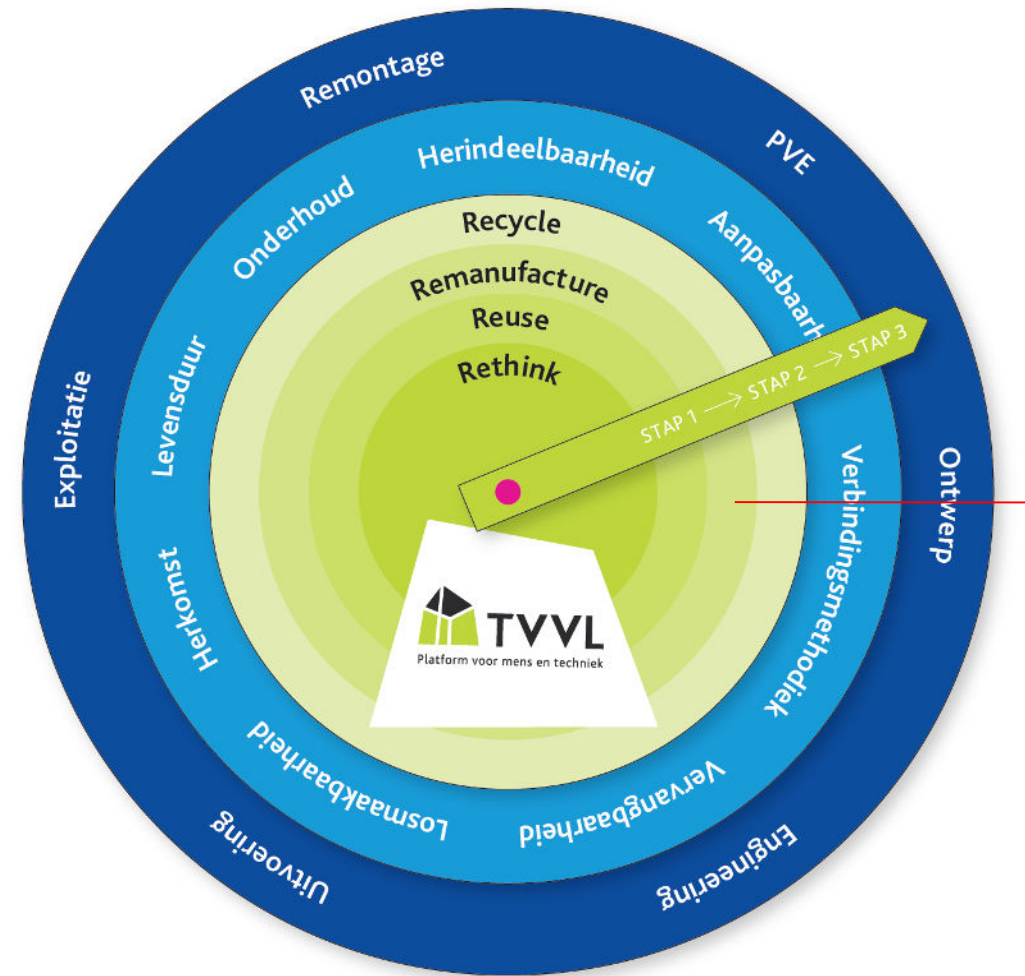 Remontage
PVE
Ontwerp
Engineering
Uitvoering
Exploitatie
Herindeelbaarheid
Aanpasbaarh
Verbindingsmethodiek
Vervangbaarheid
Losmaakbaarheid
Herkomst
Levensduur
Onderhoud
Recycle
Remanufacture
Reuse
Rethink
STAP 1 → STAP 2 → STAP 3
TVVL
Platform voor mens en techniek